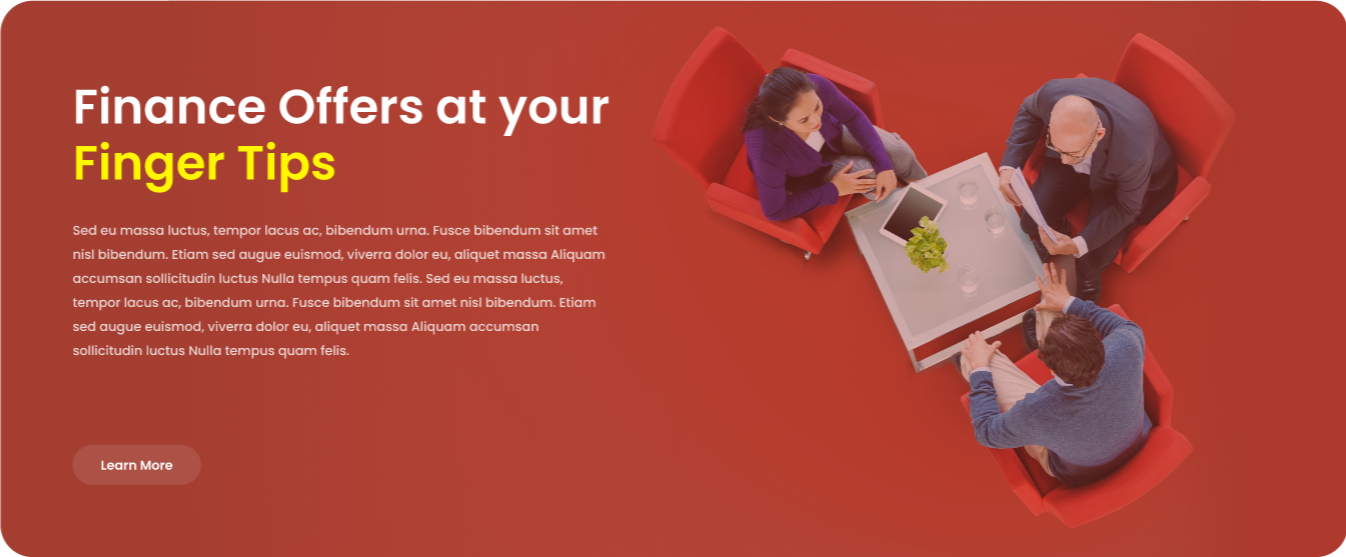 Finance Offers at your
Finger Tips
Sed eu massa luctus, tempor lacus ac, bibendum urna. Fusce bibendum sit amet
nisl bibendum. Etiam sed augue euismod, viverra dolor eu, aliquet massa Aliquam
accumsan sollicitudin luctus Nulla tempus quam felis. Sed eu massa luctus,
tempor lacus ac, bibendum urna. Fusce bibendum sit amet nisl bibendum. Etiam
sed augue euismod, viverra dolor eu, aliquet massa Aliquam accumsan
sollicitudin luctus Nulla tempus quam felis.
Learn More